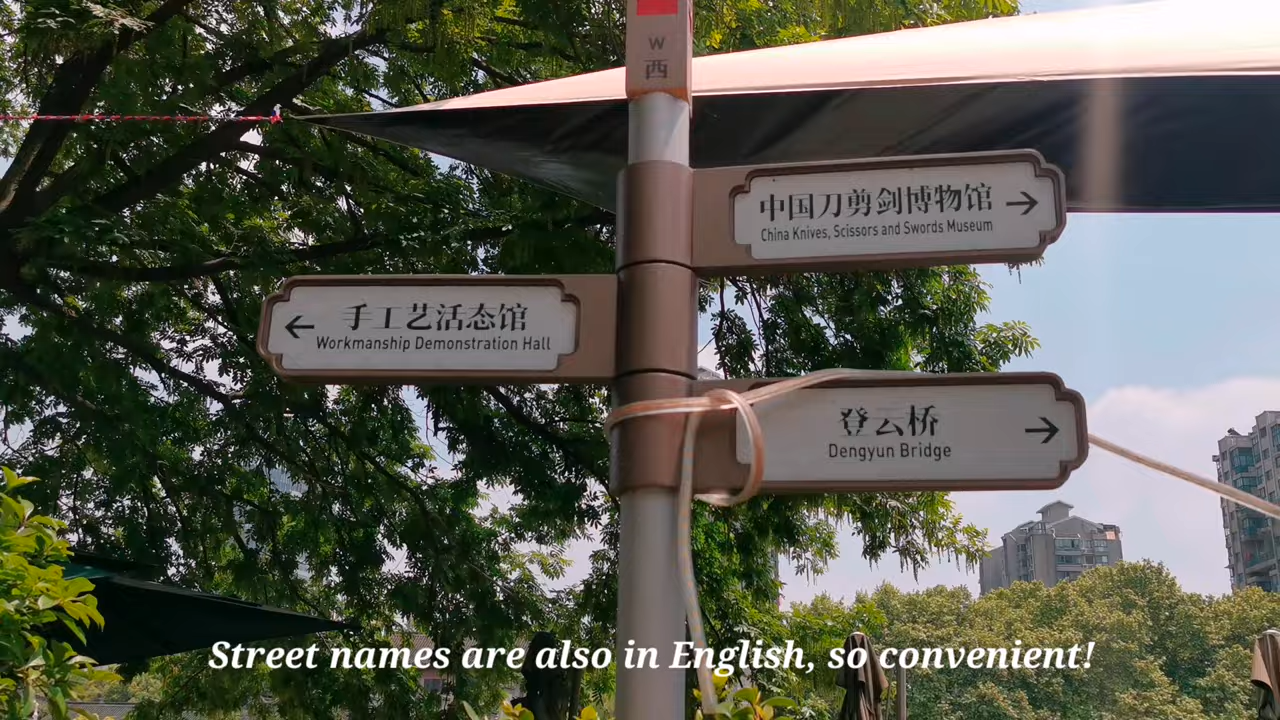 W
西
中国刀剪剑博物馆 →
China Knives, Scissors and Swords Museum
← 手工艺活态馆
Workmanship Demonstration Hall
登云桥 →
Dengyun Bridge
Street names are also in English, so convenient!